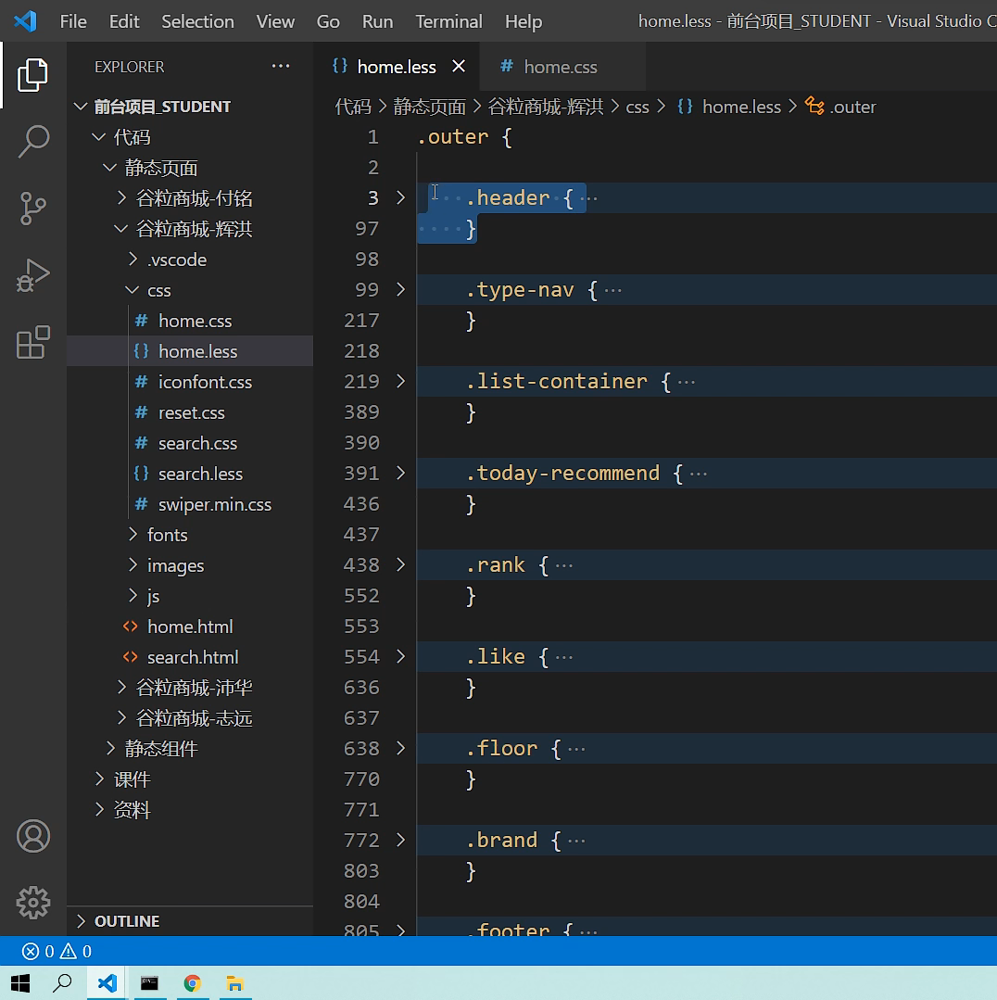 File Edit Selection View Go Run Terminal Help home.less - 前台项目_STUDENT - Visual Studio C
EXPLORER ···
{} home.less × # home.css
前台项目_STUDENT
代码 > 静态页面 > 谷粒商城-辉洪 > css > {} home.less > .outer
代码
静态页面
谷粒商城-付铭
谷粒商城-辉洪
.vscode
css
# home.css
{} home.less
# iconfont.css
# reset.css
# search.css
{} search.less
# swiper.min.css
fonts
images
js
<> home.html
<> search.html
谷粒商城-沛华
谷粒商城-志远
静态组件
课件
资料
OUTLINE
1 .outer {
2
3 > .header { ···
97 }
98
99 > .type-nav { ···
217 }
218
219 > .list-container { ···
389 }
390
391 > .today-recommend { ···
436 }
437
438 > .rank { ···
552 }
553
554 > .like { ···
636 }
637
638 > .floor { ···
770 }
771
772 > .brand { ···
803 }
804
805 > .footer { ···
0 0